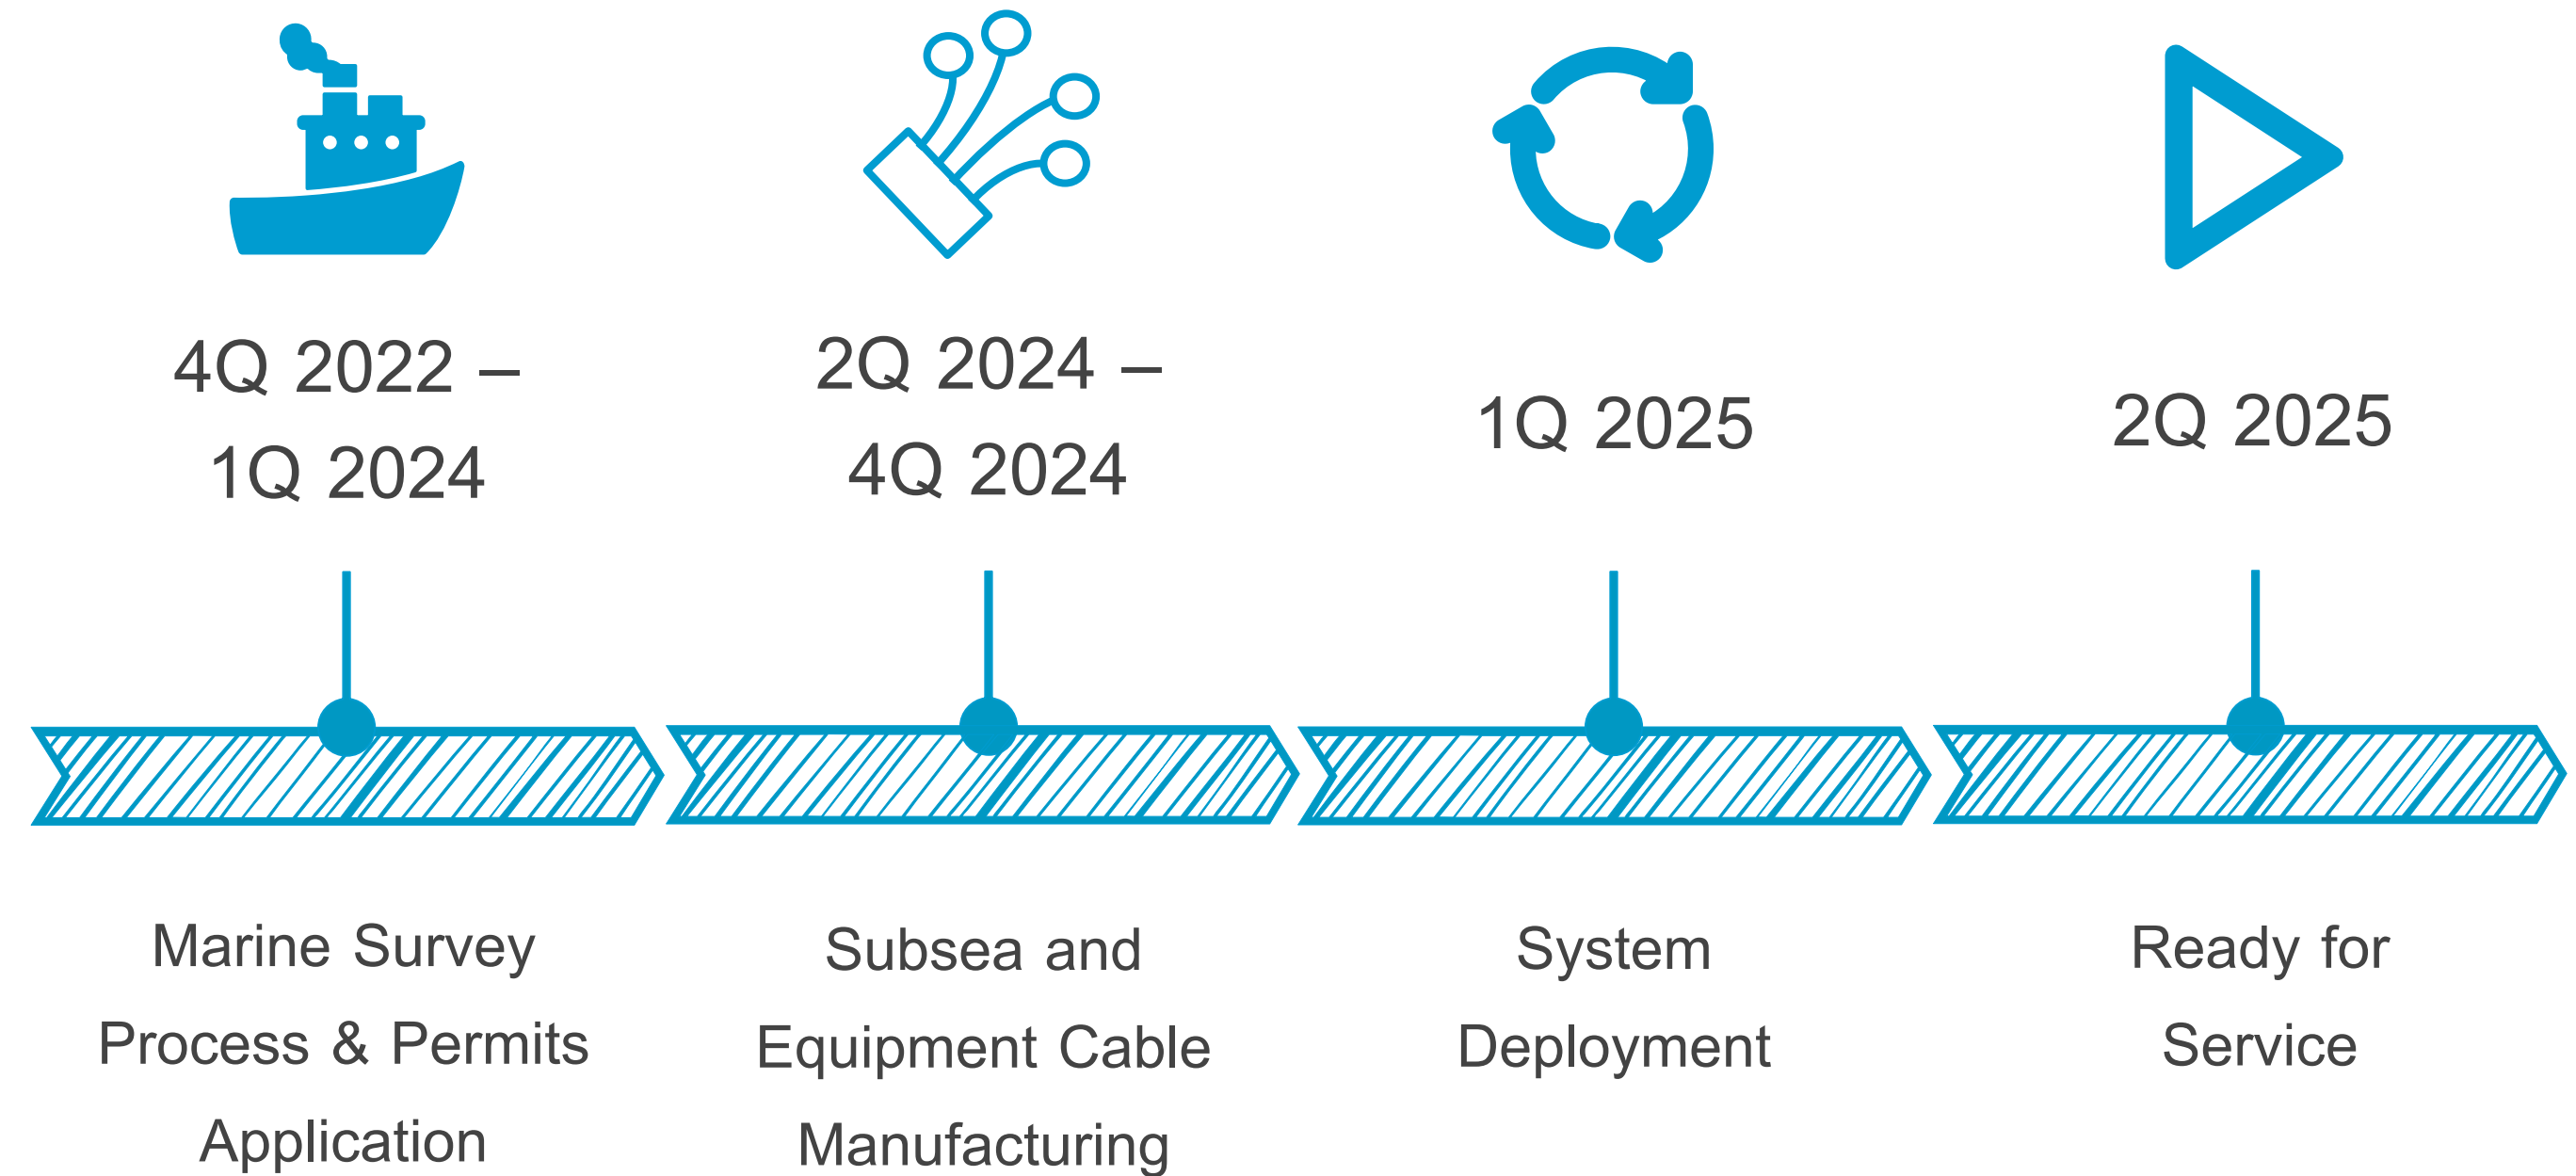 4Q 2022 –
1Q 2024
2Q 2024 –
4Q 2024
1Q 2025
2Q 2025
Marine Survey
Process & Permits
Application
Subsea and
Equipment Cable
Manufacturing
System
Deployment
Ready for
Service